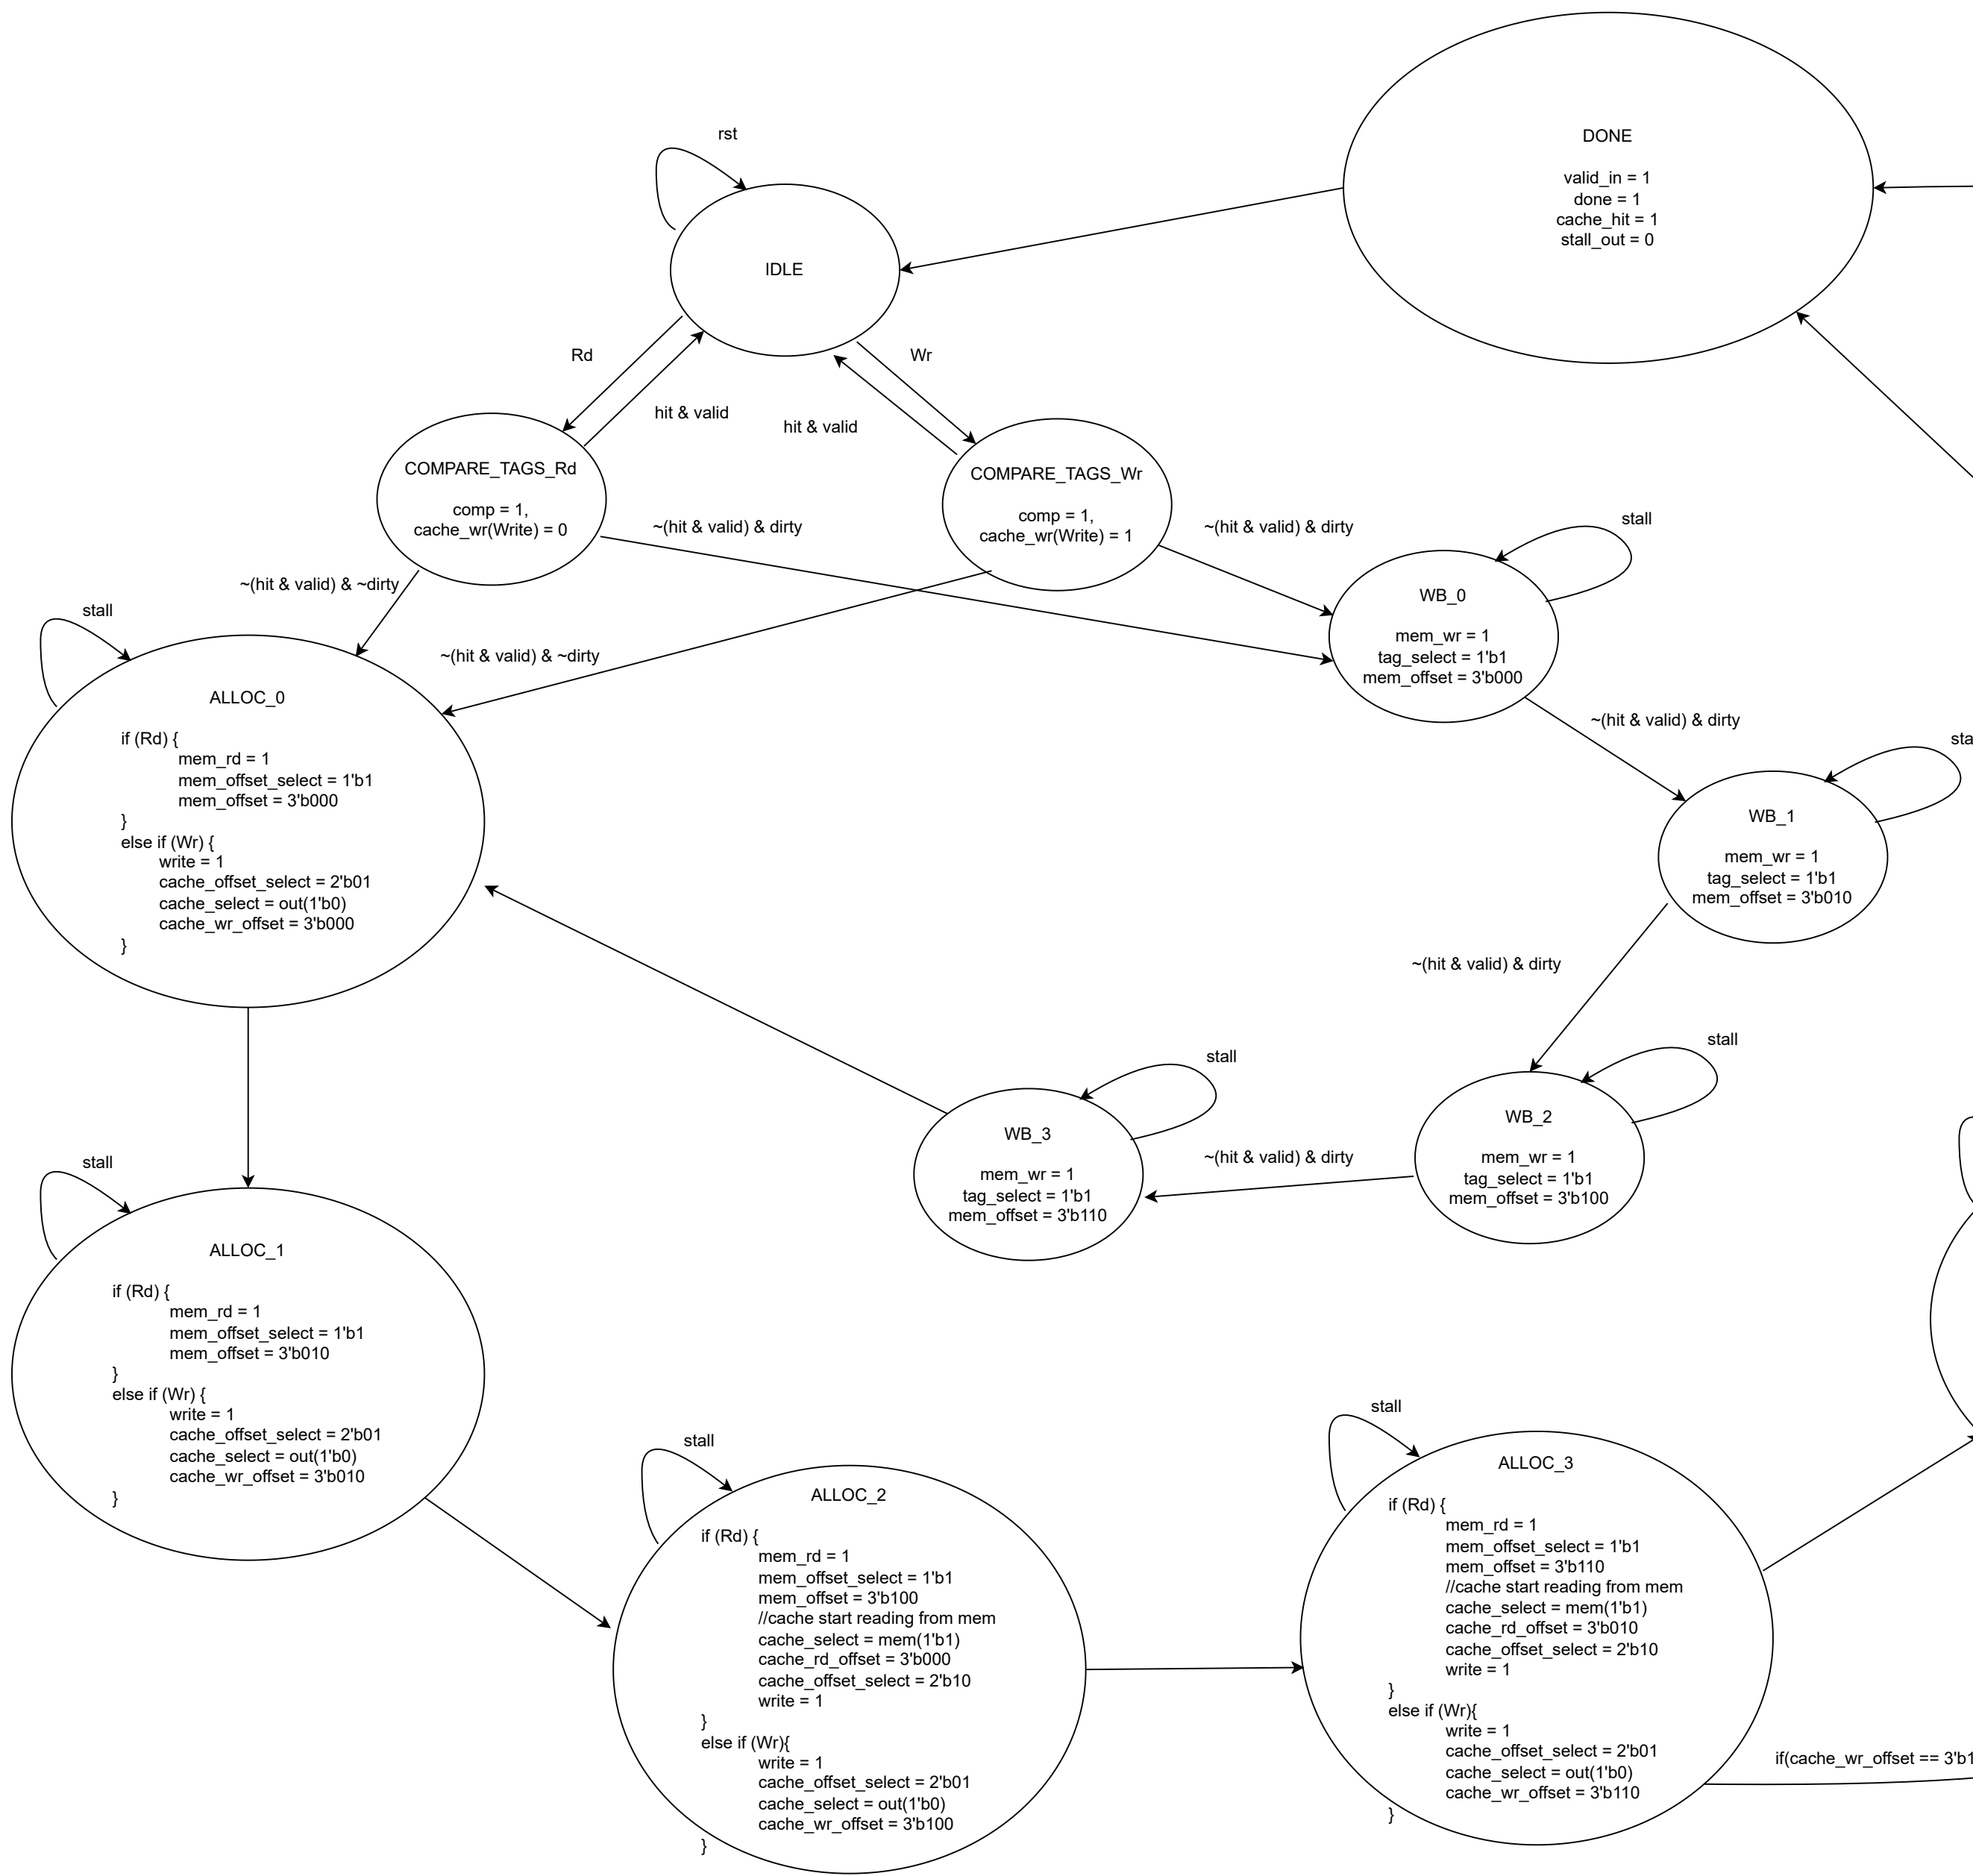 DONE
valid_in = 1
done = 1
cache_hit = 1
stall_out = 0
rst
IDLE
Rd
Wr
hit & valid
hit & valid
COMPARE_TAGS_Rd
comp = 1,
cache_wr(Write) = 0
COMPARE_TAGS_Wr
comp = 1,
cache_wr(Write) = 1
~(hit & valid) & dirty
~(hit & valid) & dirty
stall
~(hit & valid) & ~dirty
~(hit & valid) & ~dirty
WB_0
mem_wr = 1
tag_select = 1'b1
mem_offset = 3'b000
~(hit & valid) & dirty
stall
ALLOC_0
if (Rd) {
mem_rd = 1
mem_offset_select = 1'b1
mem_offset = 3'b000
}
else if (Wr) {
write = 1
cache_offset_select = 2'b01
cache_select = out(1'b0)
cache_wr_offset = 3'b000
}
sta
WB_1
mem_wr = 1
tag_select = 1'b1
mem_offset = 3'b010
~(hit & valid) & dirty
stall
WB_2
mem_wr = 1
tag_select = 1'b1
mem_offset = 3'b100
~(hit & valid) & dirty
stall
WB_3
mem_wr = 1
tag_select = 1'b1
mem_offset = 3'b110
stall
ALLOC_1
if (Rd) {
mem_rd = 1
mem_offset_select = 1'b1
mem_offset = 3'b010
}
else if (Wr) {
write = 1
cache_offset_select = 2'b01
cache_select = out(1'b0)
cache_wr_offset = 3'b010
}
stall
ALLOC_2
if (Rd) {
mem_rd = 1
mem_offset_select = 1'b1
mem_offset = 3'b100
//cache start reading from mem
cache_select = mem(1'b1)
cache_rd_offset = 3'b000
cache_offset_select = 2'b10
write = 1
}
else if (Wr){
write = 1
cache_offset_select = 2'b01
cache_select = out(1'b0)
cache_wr_offset = 3'b100
}
stall
ALLOC_3
if (Rd) {
mem_rd = 1
mem_offset_select = 1'b1
mem_offset = 3'b110
//cache start reading from mem
cache_select = mem(1'b1)
cache_rd_offset = 3'b010
cache_offset_select = 2'b10
write = 1
}
else if (Wr){
write = 1
cache_offset_select = 2'b01
cache_select = out(1'b0)
cache_wr_offset = 3'b110
}
if(cache_wr_offset == 3'b1